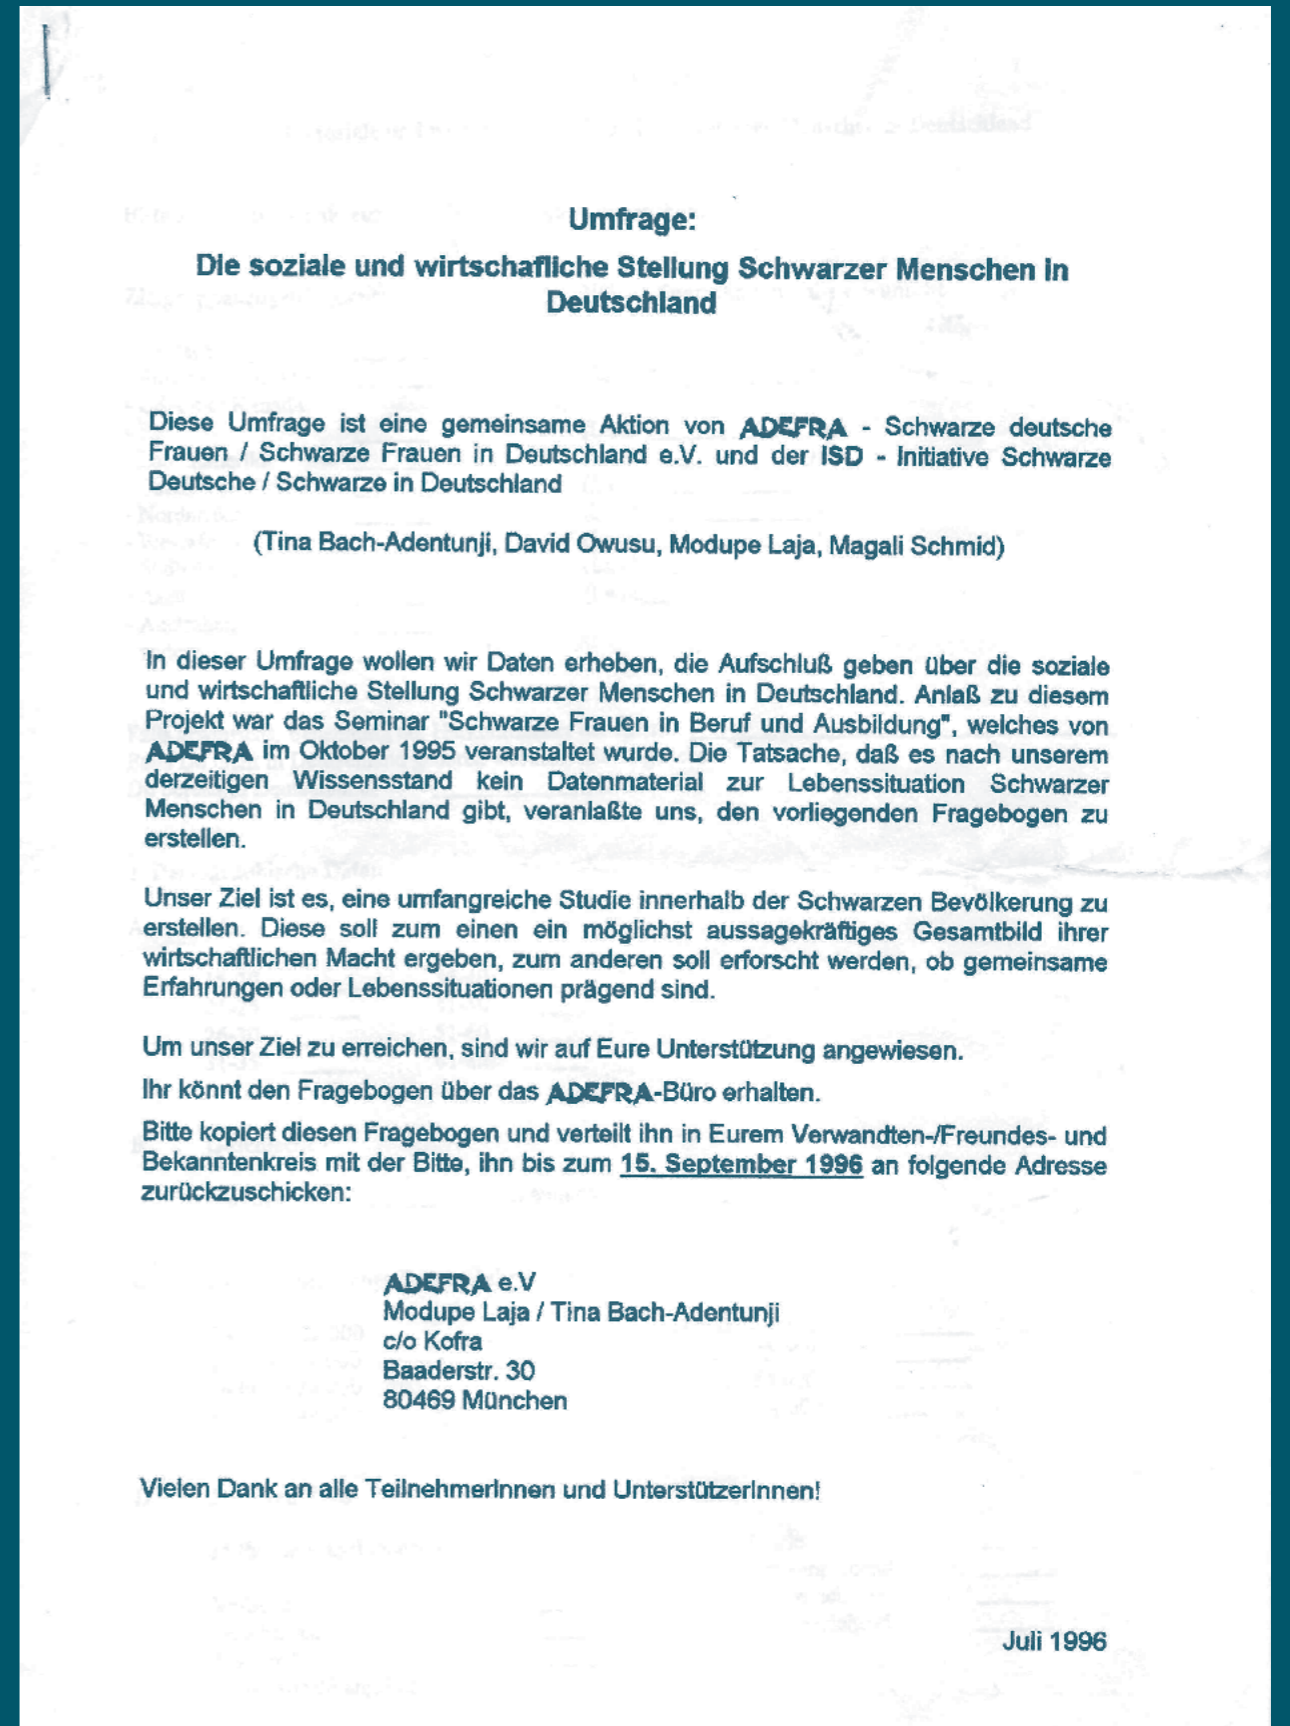 Umfrage:
Die soziale und wirtschafliche Stellung Schwarzer Menschen in
Deutschland
Diese Umfrage ist eine gemeinsame Aktion von ADEFRA - Schwarze deutsche
Frauen / Schwarze Frauen in Deutschland e.V. und der ISD - Initiative Schwarze
Deutsche / Schwarze in Deutschland
(Tina Bach-Adentunji, David Owusu, Modupe Laja, Magali Schmid)
In dieser Umfrage wollen wir Daten erheben, die Aufschluß geben über die soziale
und wirtschaftliche Stellung Schwarzer Menschen in Deutschland. Anlaß zu diesem
Projekt war das Seminar "Schwarze Frauen in Beruf und Ausbildung", welches von
ADEFRA im Oktober 1995 veranstaltet wurde. Die Tatsache, daß es nach unserem
derzeitigen Wissensstand kein Datenmaterial zur Lebenssituation Schwarzer
Menschen in Deutschland gibt, veranlaßte uns, den vorliegenden Fragebogen zu
erstellen.
Unser Ziel ist es, eine umfangreiche Studie innerhalb der Schwarzen Bevölkerung zu
erstellen. Diese soll zum einen ein möglichst aussagekräftiges Gesamtbild ihrer
wirtschaftlichen Macht ergeben, zum anderen soll erforscht werden, ob gemeinsame
Erfahrungen oder Lebenssituationen prägend sind.
Um unser Ziel zu erreichen, sind wir auf Eure Unterstützung angewiesen.
Ihr könnt den Fragebogen über das ADEFRA-Büro erhalten.
Bitte kopiert diesen Fragebogen und verteilt ihn in Eurem Verwandten-/Freundes- und
Bekanntenkreis mit der Bitte, ihn bis zum 15. September 1996 an folgende Adresse
zurückzuschicken:
ADEFRA e.V
Modupe Laja / Tina Bach-Adentunji
c/o Kofra
Baaderstr. 30
80469 München
Vielen Dank an alle TeilnehmerInnen und UnterstützerInnen!
Juli 1996